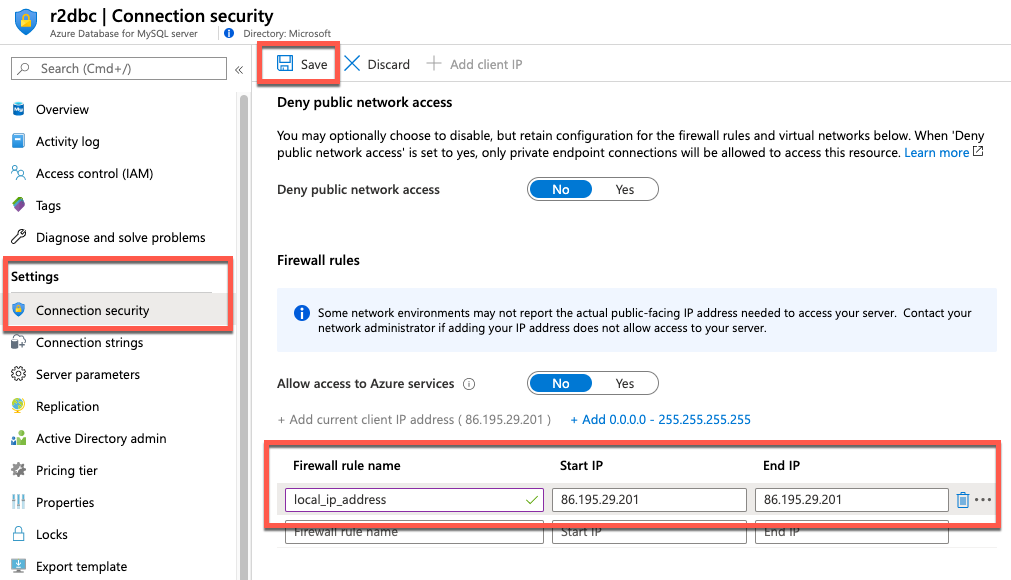 r2dbc | Connection security
Azure Database for MySQL server
Directory: Microsoft
Search (Cmd+/)
«
Overview
Activity log
Access control (IAM)
Tags
Diagnose and solve problems
Settings
Connection security
Connection strings
Server parameters
Replication
Active Directory admin
Pricing tier
Properties
Locks
Export template
Save
Discard
Add client IP
Deny public network access
You may optionally choose to disable, but retain configuration for the firewall rules and virtual networks below. When 'Deny
public network access' is set to yes, only private endpoint connections will be allowed to access this resource. Learn more
Deny public network access
No
Yes
Firewall rules
Some network environments may not report the actual public-facing IP address needed to access your server. Contact your
network administrator if adding your IP address does not allow access to your server.
Allow access to Azure services
No
Yes
+ Add current client IP address ( 86.195.29.201 )
+ Add 0.0.0.0 - 255.255.255.255
Firewall rule name
Start IP
End IP
local_ip_address
86.195.29.201
86.195.29.201
Firewall rule name
Start IP
End IP